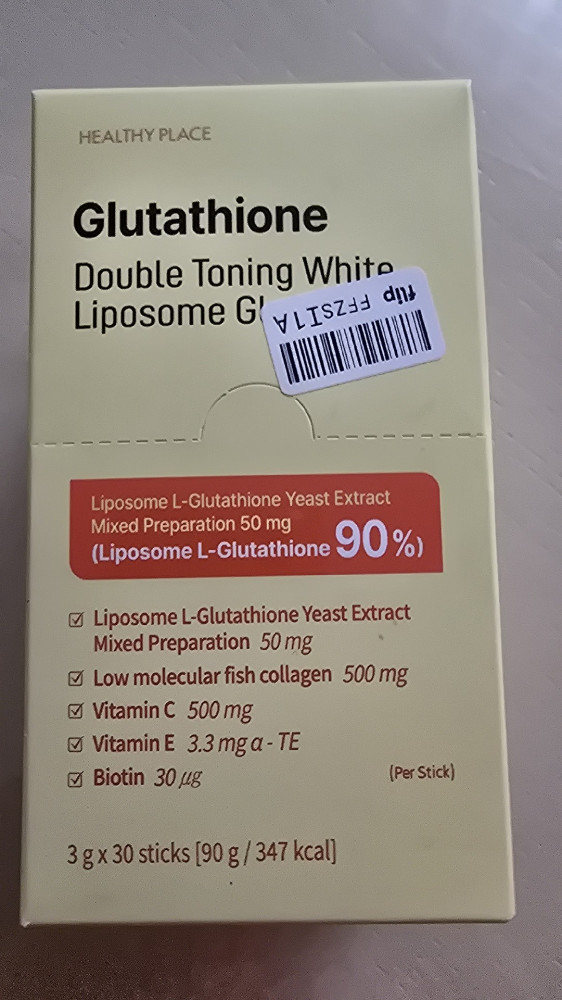 HEALTHY PLACE
Glutathione
Double Toning White
Liposome
flip FFZSI1A
Liposome L-Glutathione Yeast Extract
Mixed Preparation 50 mg
(Liposome L-Glutathione 90%)
☑ Liposome L-Glutathione Yeast Extract
Mixed Preparation 50 mg
☑ Low molecular fish collagen 500 mg
☑ Vitamin C 500 mg
☑ Vitamin E 3.3 mg α - TE
☑ Biotin 30 µg
(Per Stick)
3 g x 30 sticks [90 g / 347 kcal]